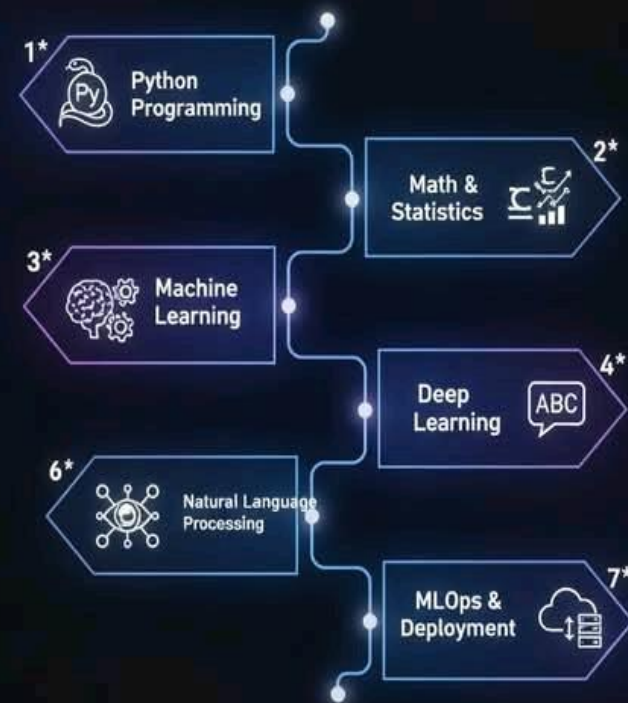 1*
Py
Python
Programming
2*
Math &
Statistics
3*
Machine
Learning
4*
Deep
Learning
ABC
6*
Natural Language
Processing
7*
MLOps &
Deployment